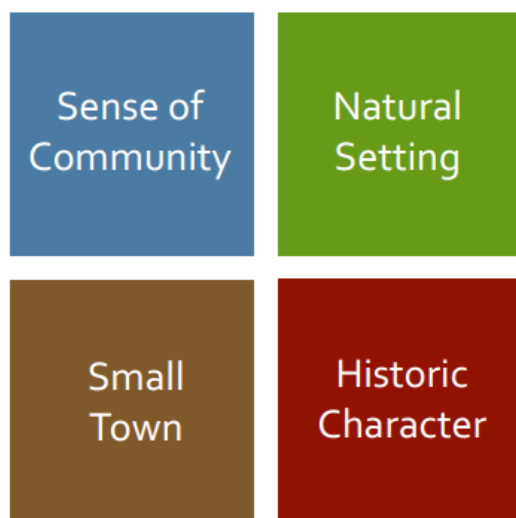 Sense of
Community
Natural
Setting
Small
Town
Historic
Character